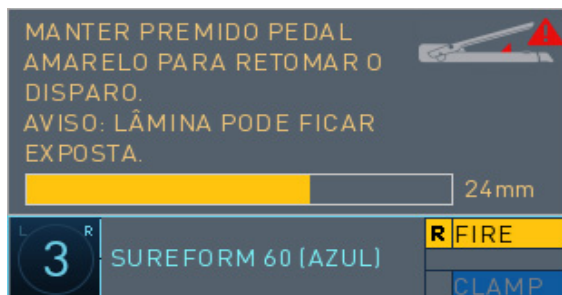 MANTER PREMIDO PEDAL
AMARELO PARA RETOMAR O
DISPARO.
AVISO: LÂMINA PODE FICAR
EXPOSTA.
24mm
L R
3
SUREFORM 60 (AZUL)
R FIRE
CLAMP